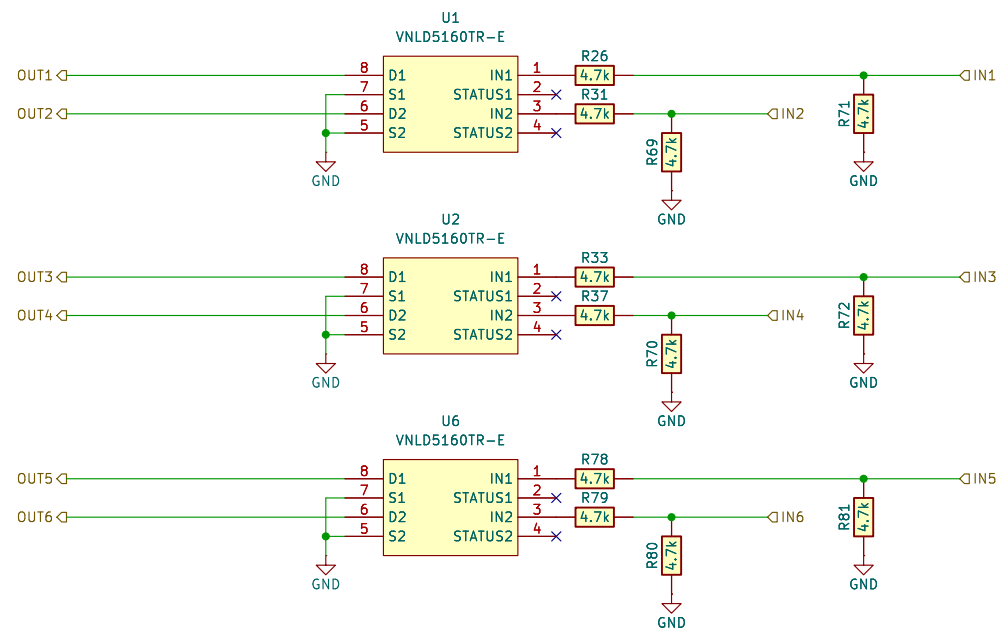 U1
VNLD5160TR-E
OUT1 8 D1 IN1 1 R26 4.7k IN1
7 S1 STATUS1 2 R31
OUT2 6 D2 IN2 3 4.7k IN2 R71 4.7k
5 S2 STATUS2 4
R69 4.7k
GND GND
GND
U2
VNLD5160TR-E
OUT3 8 D1 IN1 1 R33 4.7k IN3
7 S1 STATUS1 2 R37
OUT4 6 D2 IN2 3 4.7k IN4 R72 4.7k
5 S2 STATUS2 4
R70 4.7k
GND GND
GND
U6
VNLD5160TR-E
OUT5 8 D1 IN1 1 R78 4.7k IN5
7 S1 STATUS1 2 R79
OUT6 6 D2 IN2 3 4.7k IN6 R81 4.7k
5 S2 STATUS2 4
R80 4.7k
GND GND
GND